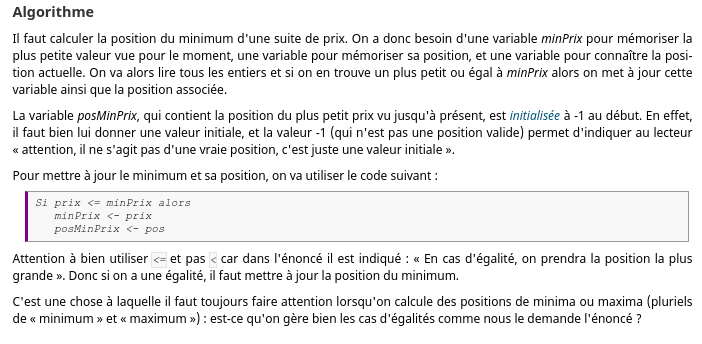 Algorithme
Il faut calculer la position du minimum d'une suite de prix. On a donc besoin d'une variable minPrix pour mémoriser la
plus petite valeur vue pour le moment, une variable pour mémoriser sa position, et une variable pour connaître la posi-
tion actuelle. On va alors lire tous les entiers et si on en trouve un plus petit ou égal à minPrix alors on met à jour cette
variable ainsi que la position associée.
La variable posMinPrix, qui contient la position du plus petit prix vu jusqu'à présent, est initialisée à -1 au début. En effet,
il faut bien lui donner une valeur initiale, et la valeur -1 (qui n'est pas une position valide) permet d'indiquer au lecteur
« attention, il ne s'agit pas d'une vraie position, c'est juste une valeur initiale ».
Pour mettre à jour le minimum et sa position, on va utiliser le code suivant :
Si prix <= minPrix alors
minPrix <- prix
posMinPrix <- pos
Attention à bien utiliser <= et pas < car dans l'énoncé il est indiqué : « En cas d'égalité, on prendra la position la plus
grande ». Donc si on a une égalité, il faut mettre à jour la position du minimum.
C'est une chose à laquelle il faut toujours faire attention lorsqu'on calcule des positions de minima ou maxima (pluriels
de « minimum » et « maximum ») : est-ce qu'on gère bien les cas d'égalités comme nous le demande l'énoncé ?